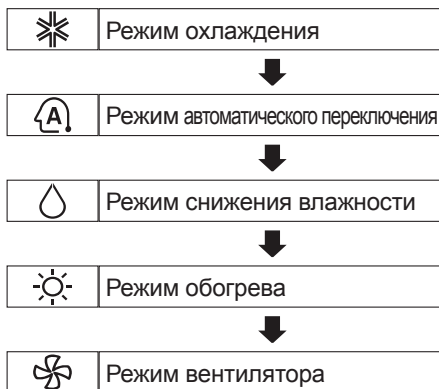 Режим охлаждения
A
Режим автоматического переключения
Режим снижения влажности
Режим обогрева
Режим вентилятора